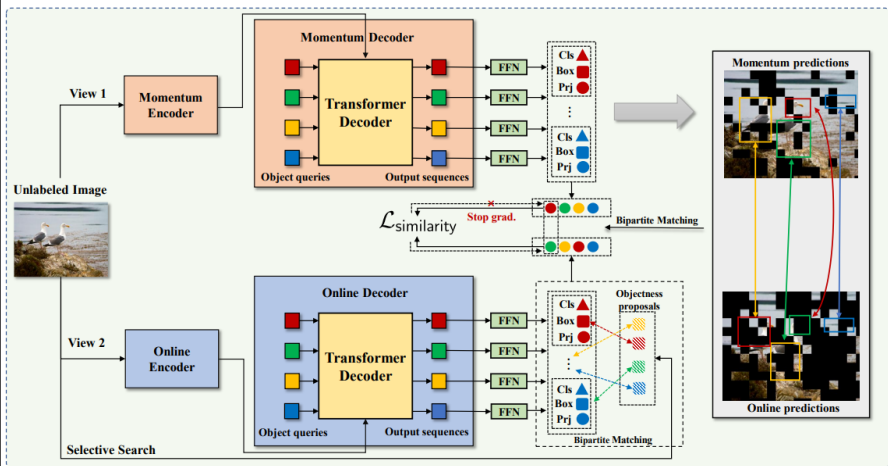 Momentum Decoder
View 1
Momentum
Encoder
Transformer
Decoder
FFN
FFN
FFN
FFN
Cls
Box
Prj
⋮
Cls
Box
Prj
Object queries
Output sequences
Momentum predictions
Unlabeled Image
ℒsimilarity
Stop grad.
Bipartite Matching
Online Decoder
View 2
Online
Encoder
Transformer
Decoder
FFN
FFN
FFN
FFN
Cls
Box
Prj
⋮
Cls
Box
Prj
Objectness
proposals
⋮
Object queries
Output sequences
Bipartite Matching
Selective Search
Online predictions